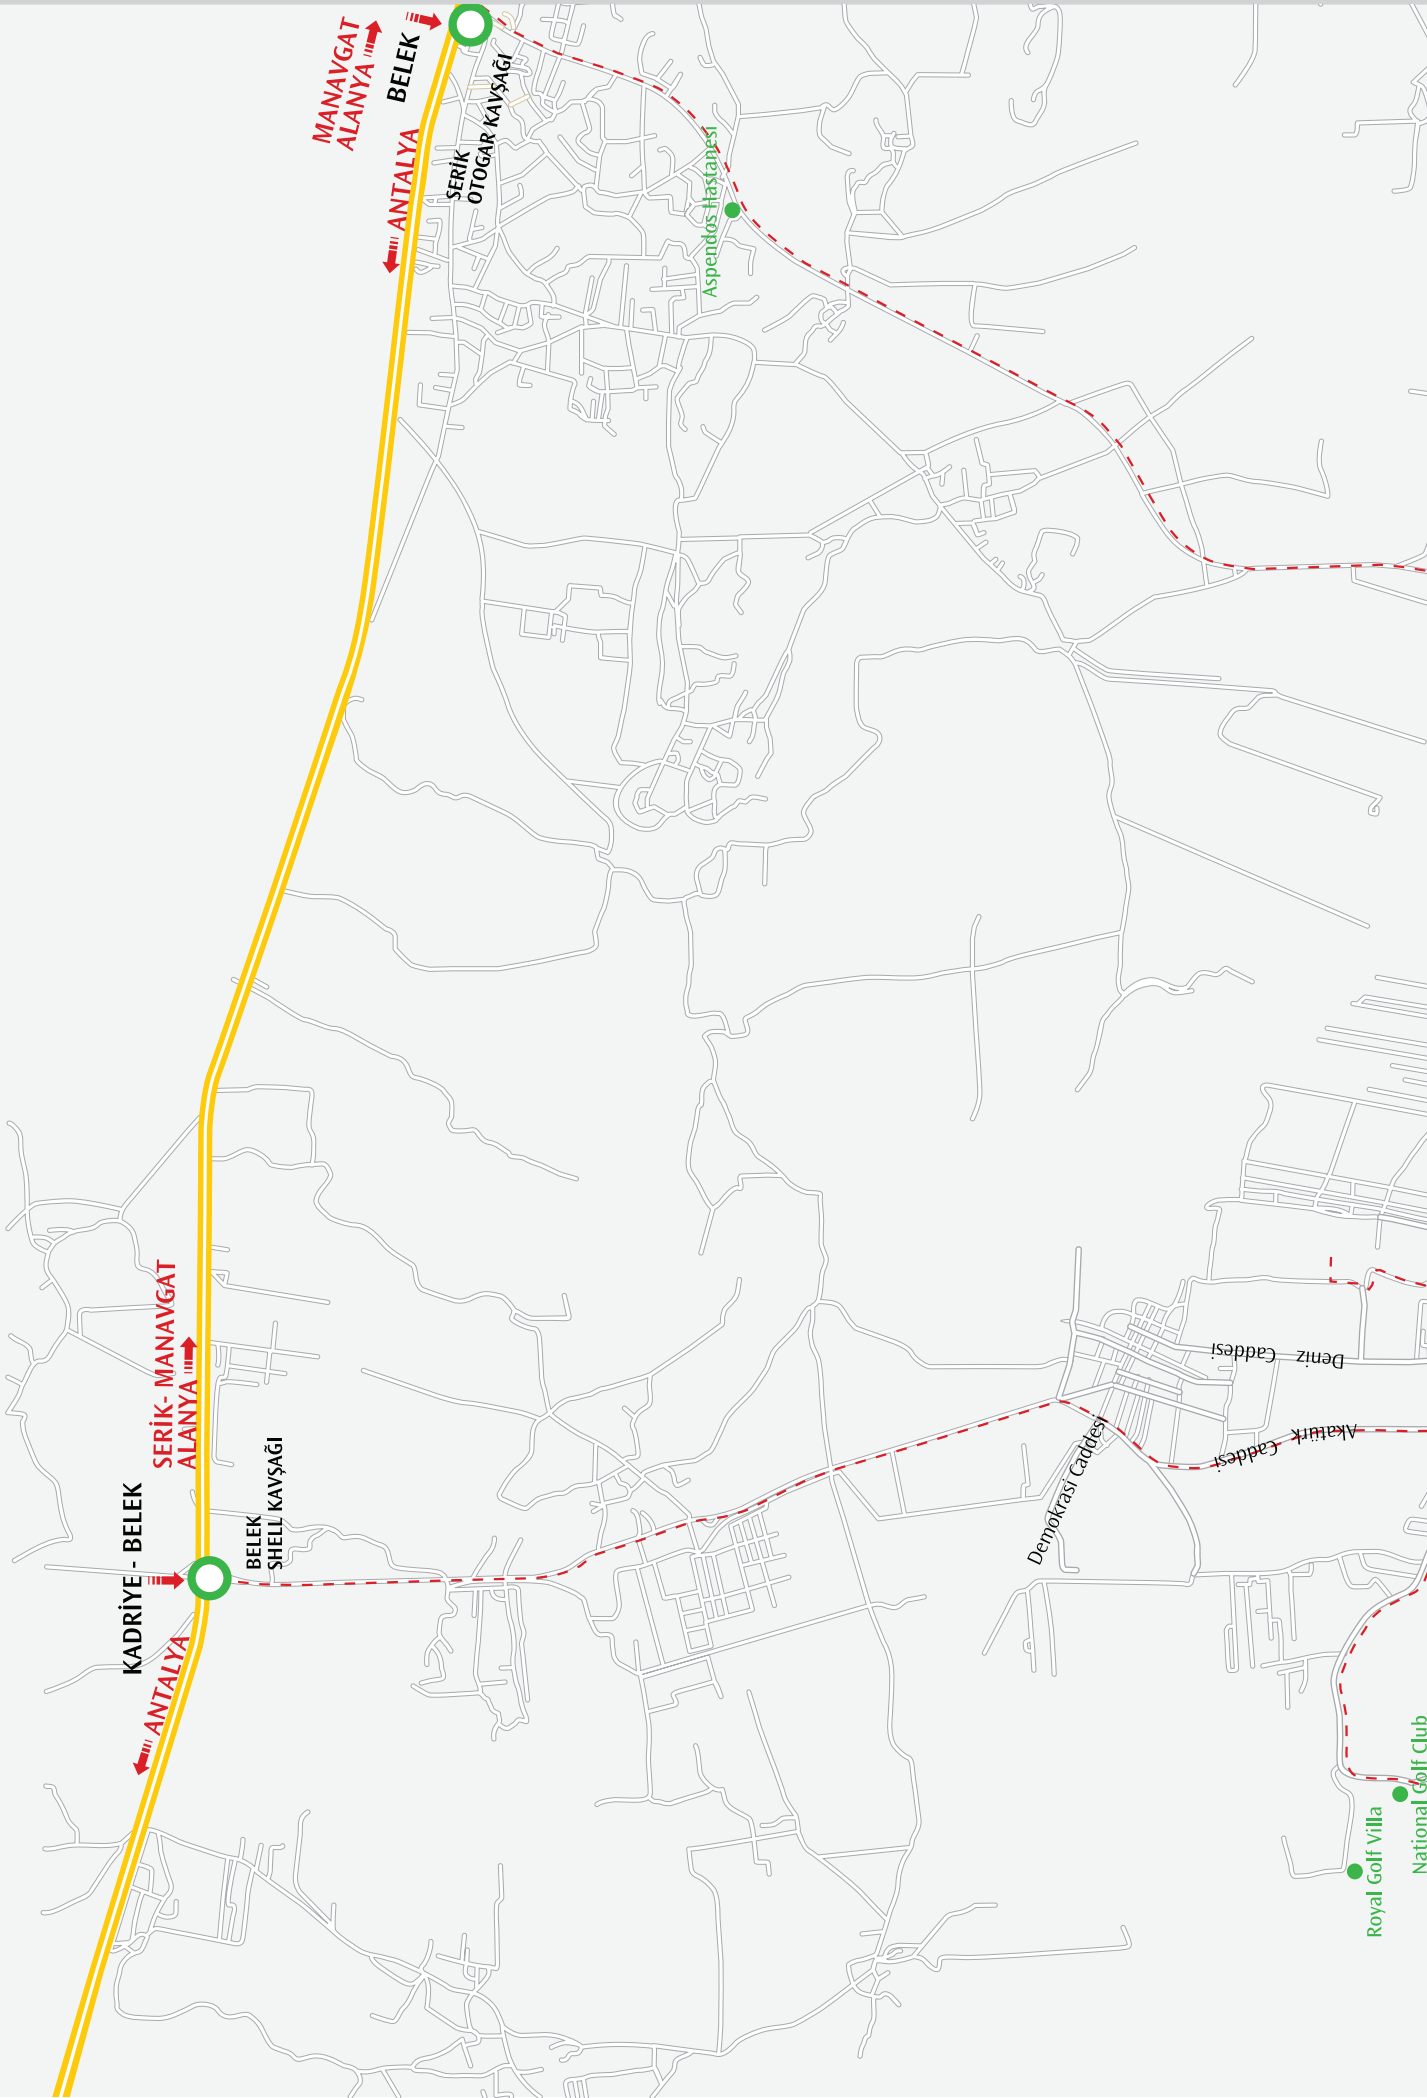 MANAVGAT
ALANYA
BELEK
ANTALYA
SERİK
OTOGAR KAVŞAĞI
Aspendos Hastanesi
SERİK- MANAVGAT
ALANYA
KADRİYE - BELEK
BELEK
SHELL KAVŞAĞI
ANTALYA
Deniz Caddesi
Akatürk Caddesi
Demokrasi Caddesi
National Golf Club
Royal Golf Villa